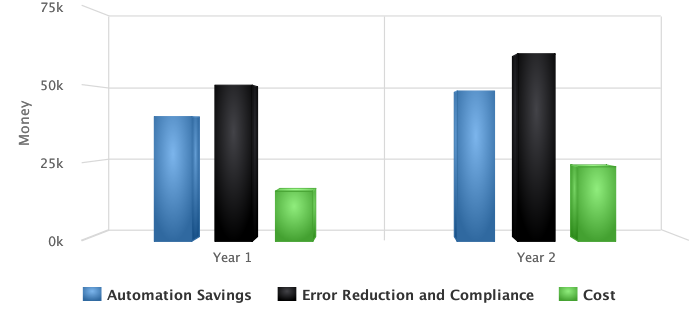 75k
50k
25k
0k
Money
Year 1
Year 2
Automation Savings
Error Reduction and Compliance
Cost